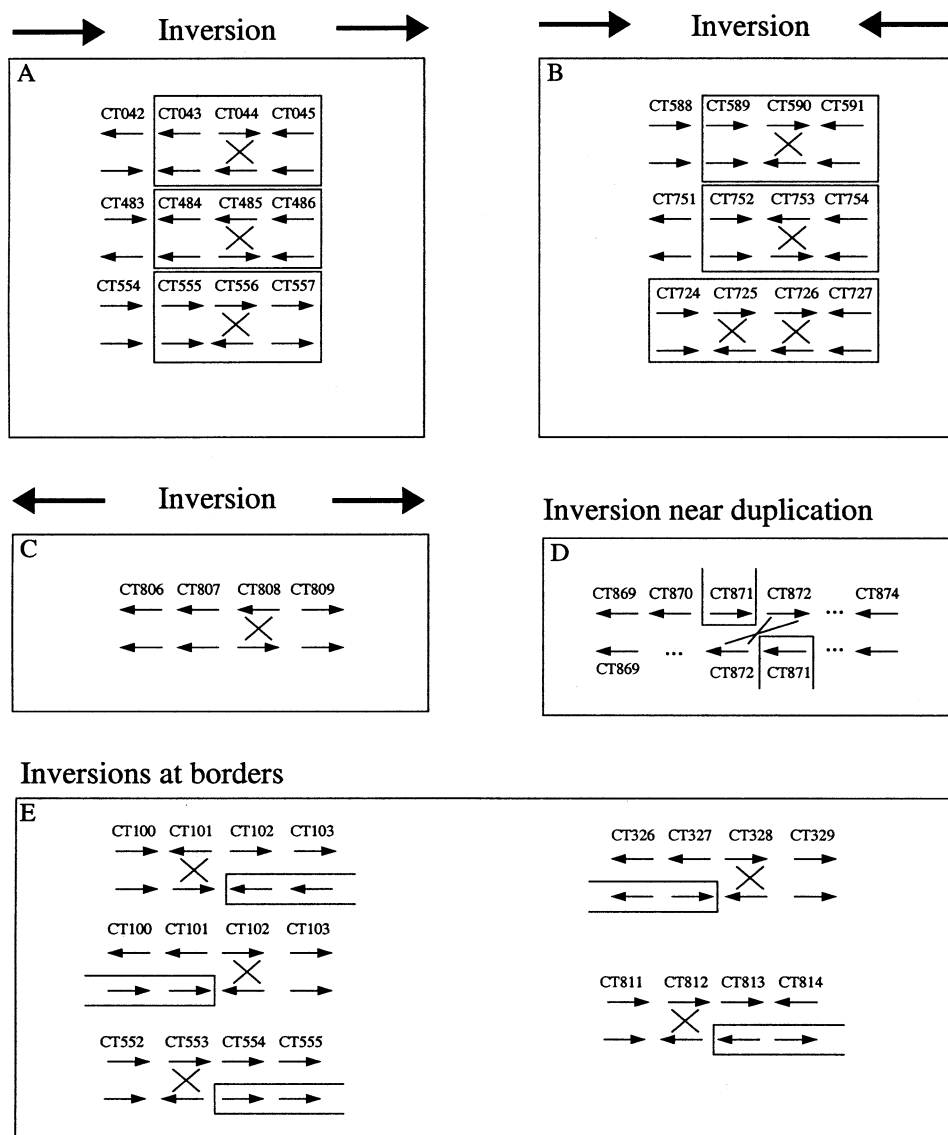 Inversion
A
CT042 CT043 CT044 CT045
CT483 CT484 CT485 CT486
CT554 CT555 CT556 CT557
Inversion
B
CT588 CT589 CT590 CT591
CT751 CT752 CT753 CT754
CT724 CT725 CT726 CT727
Inversion
C
CT806 CT807 CT808 CT809
Inversion near duplication
D
CT869 CT870 CT871 CT872 ... CT874
... ...
CT869 CT872 CT871
Inversions at borders
E
CT100 CT101 CT102 CT103
CT100 CT101 CT102 CT103
CT552 CT553 CT554 CT555
CT326 CT327 CT328 CT329
CT811 CT812 CT813 CT814